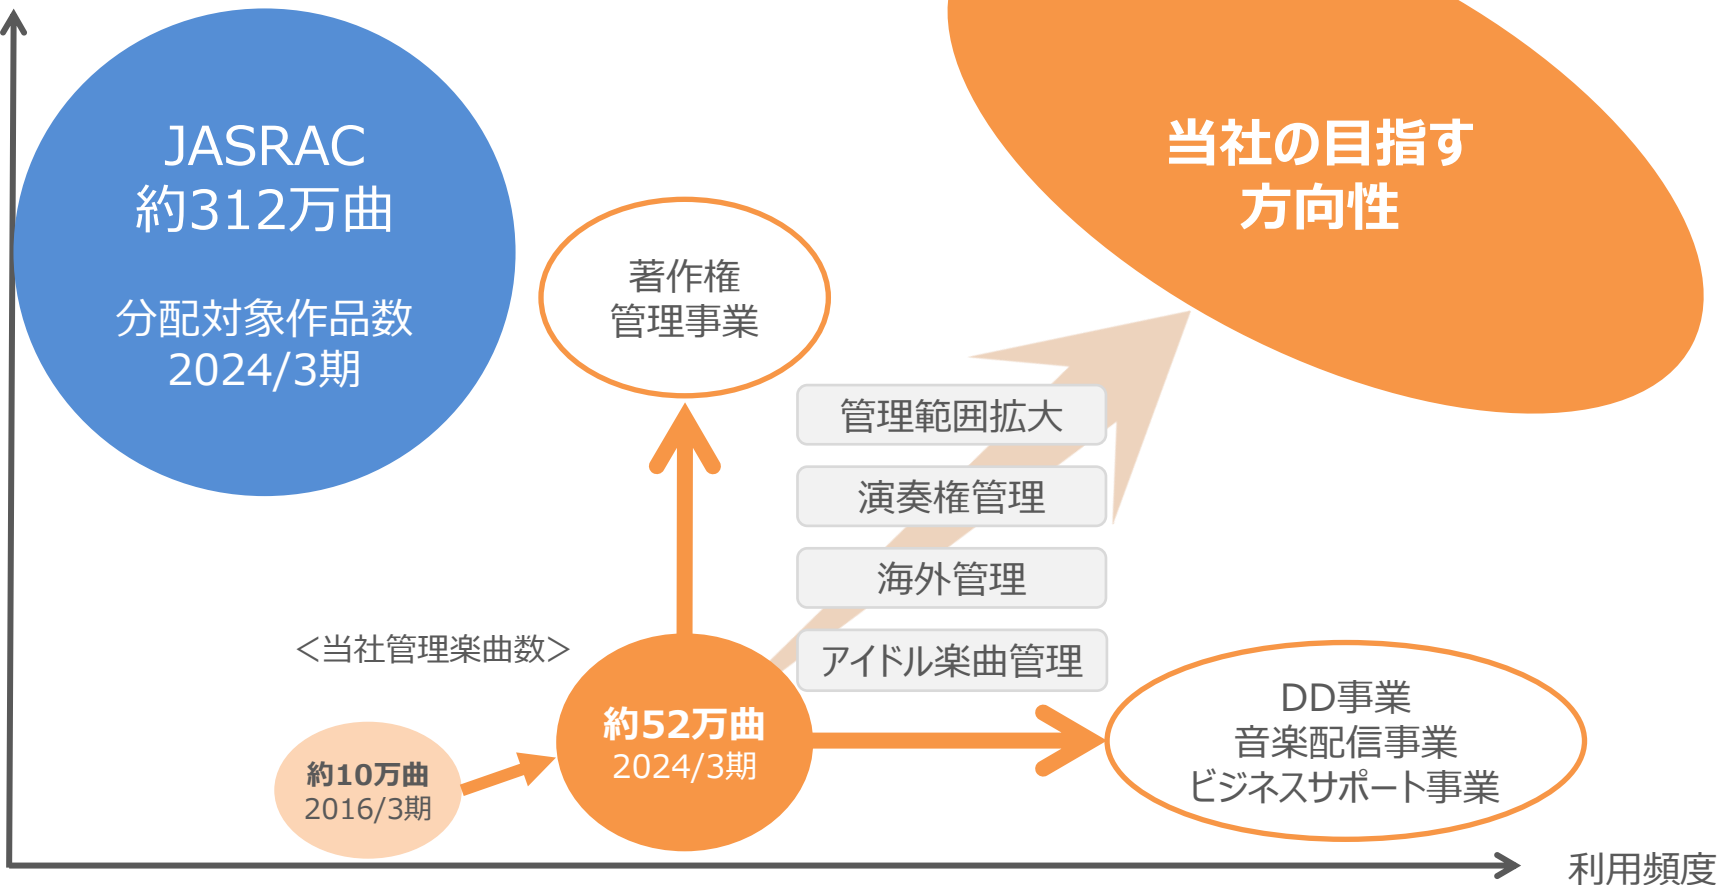 JASRAC
約312万曲
分配対象作品数
2024/3期
当社の目指す
方向性
著作権
管理事業
管理範囲拡大
演奏権管理
海外管理
アイドル楽曲管理
＜当社管理楽曲数＞
約52万曲
2024/3期
約10万曲
2016/3期
DD事業
音楽配信事業
ビジネスサポート事業
利用頻度